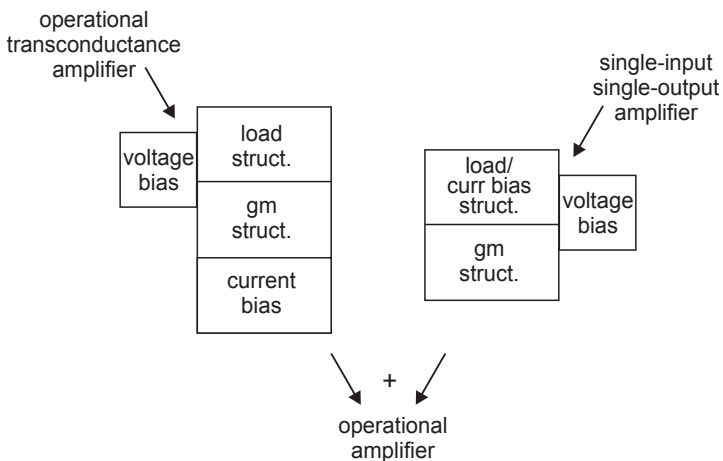 operational
transconductance
amplifier
voltage
bias
load
struct.
gm
struct.
current
bias
single-input
single-output
amplifier
load/
curr bias
struct.
gm
struct.
voltage
bias
+
operational
amplifier